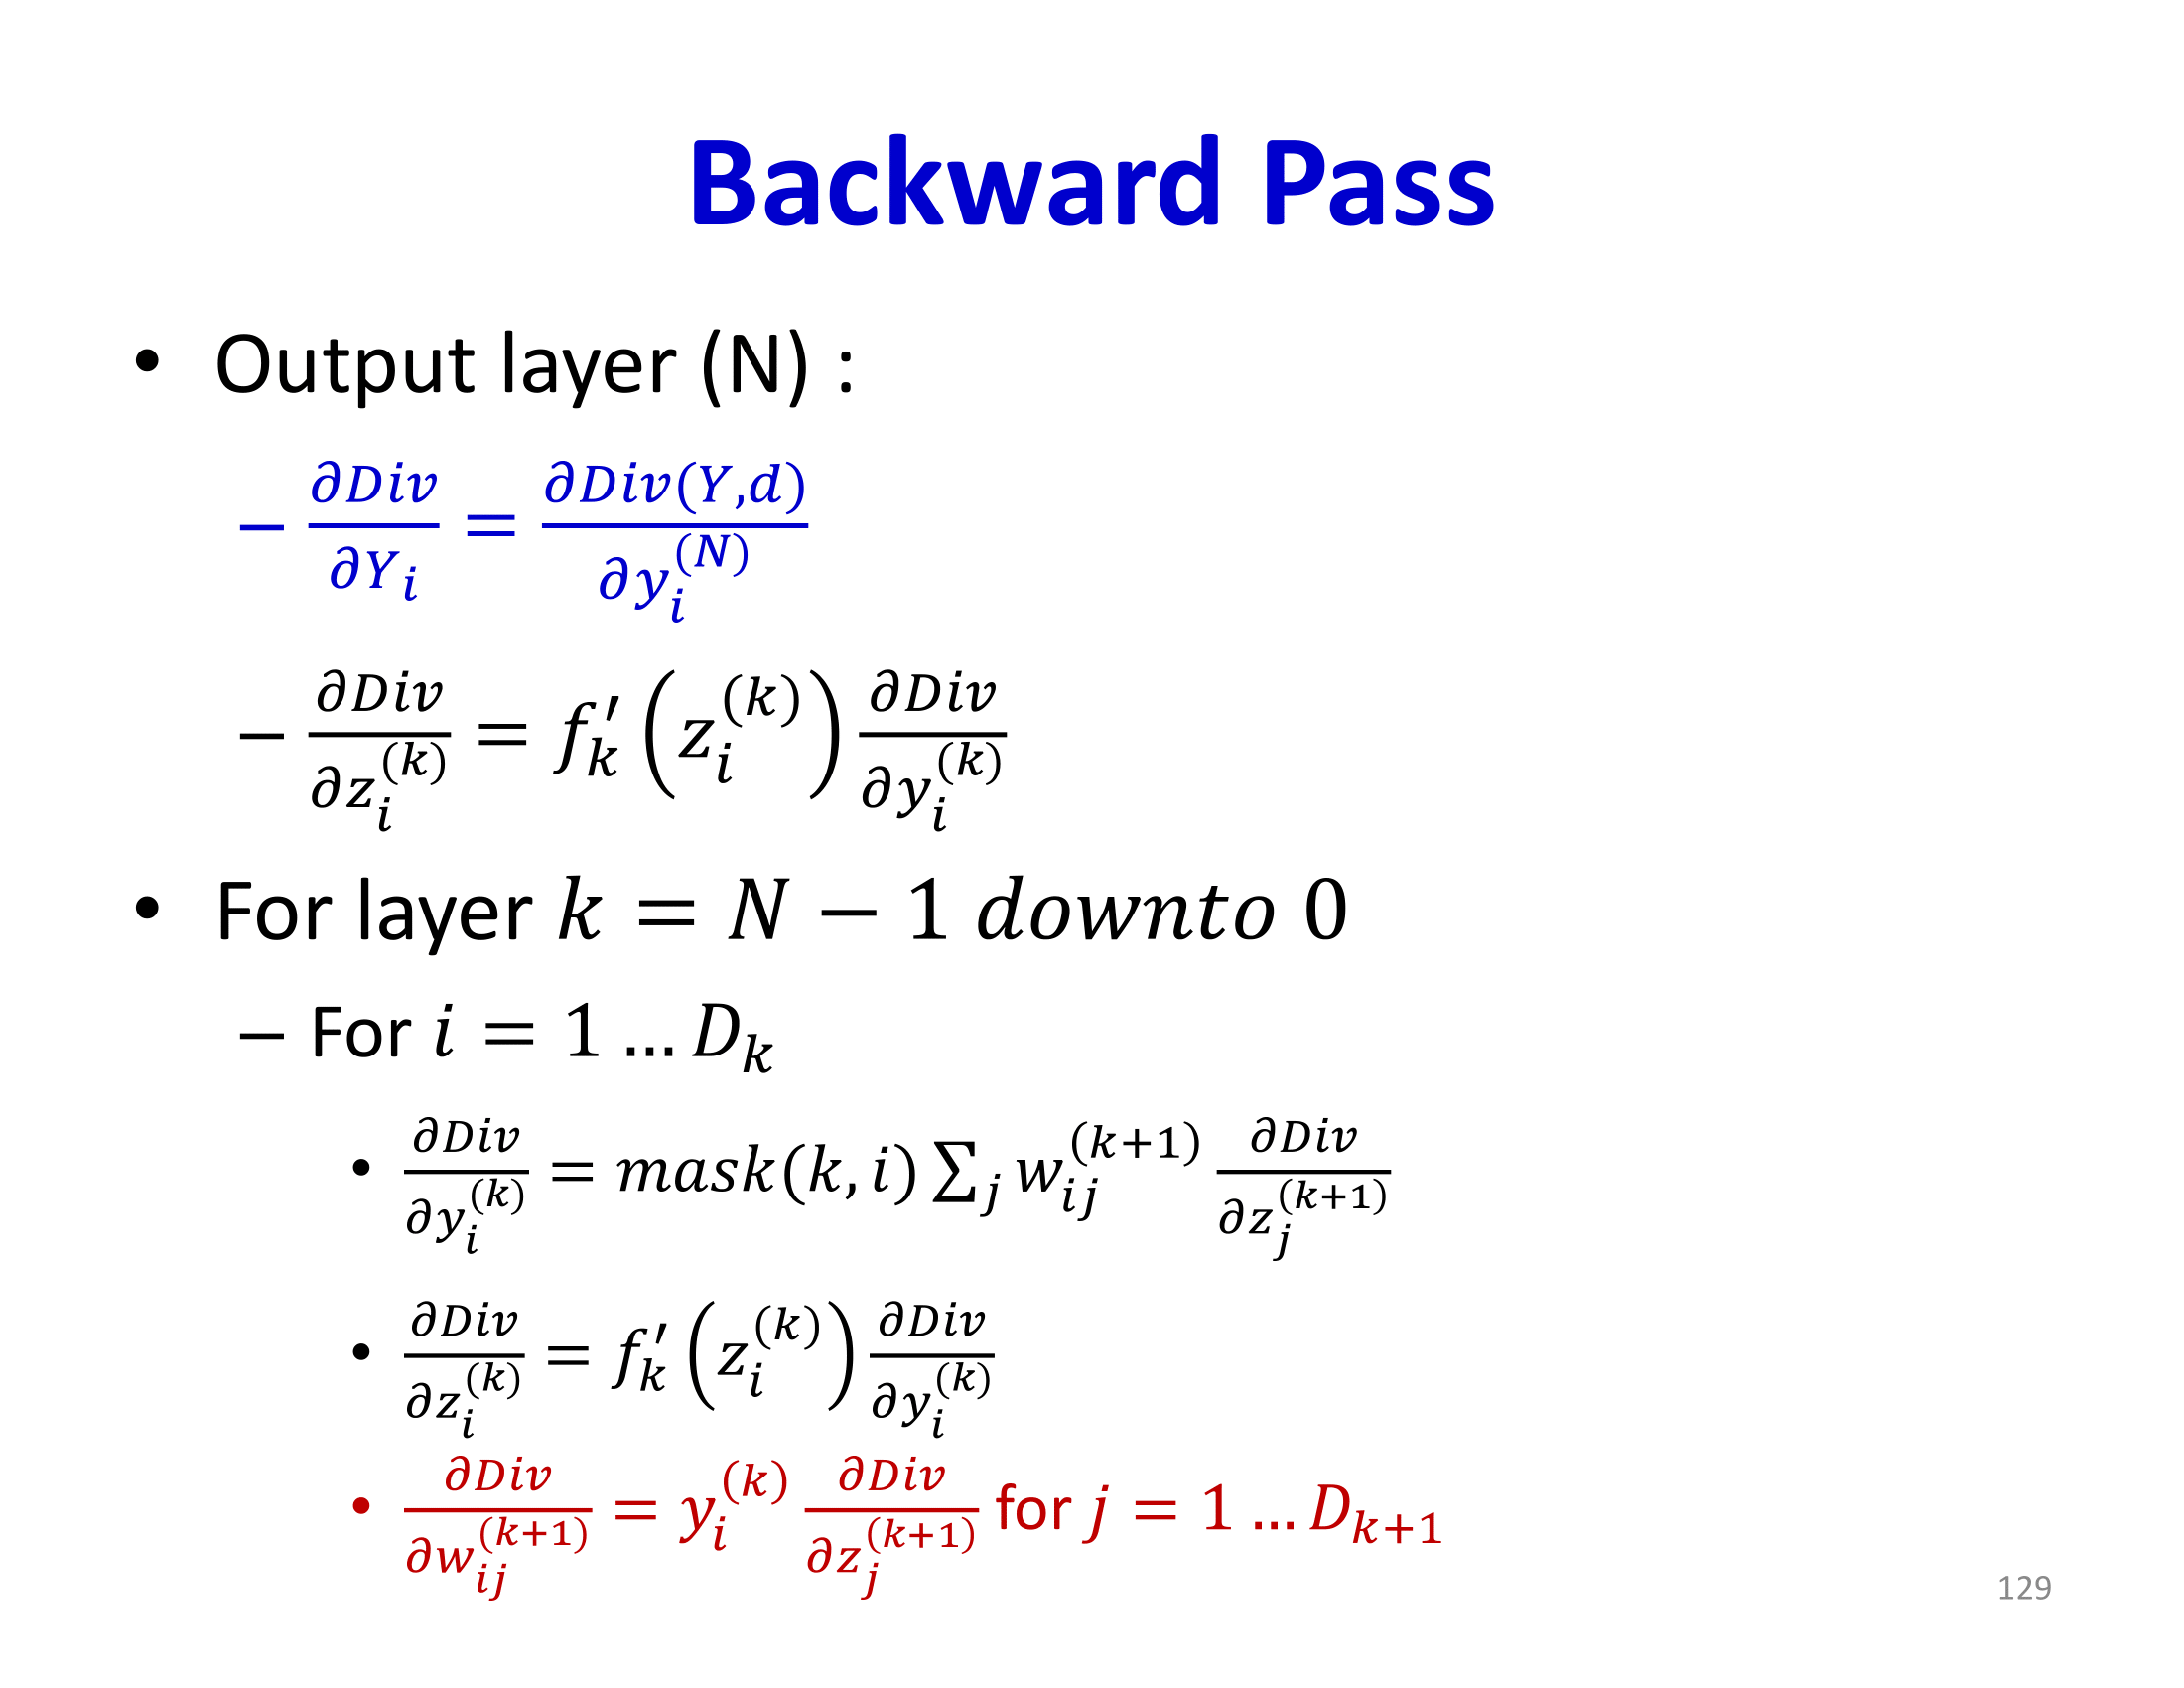 Backward Pass
• Output layer (N) :
– \frac{\partial Div}{\partial Y_i} = \frac{\partial Div(Y,d)}{\partial y_i^{(N)}}
– \frac{\partial Div}{\partial z_i^{(k)}} = f_k' \left( z_i^{(k)} \right) \frac{\partial Div}{\partial y_i^{(k)}}
• For layer k = N − 1 downto 0
– For i = 1 … D_k
• \frac{\partial Div}{\partial y_i^{(k)}} = mask(k, i) \sum_j w_{ij}^{(k+1)} \frac{\partial Div}{\partial z_j^{(k+1)}}
• \frac{\partial Div}{\partial z_i^{(k)}} = f_k' \left( z_i^{(k)} \right) \frac{\partial Div}{\partial y_i^{(k)}}
• \frac{\partial Div}{\partial w_{ij}^{(k+1)}} = y_i^{(k)} \frac{\partial Div}{\partial z_j^{(k+1)}} for j = 1 … D_{k+1}
129